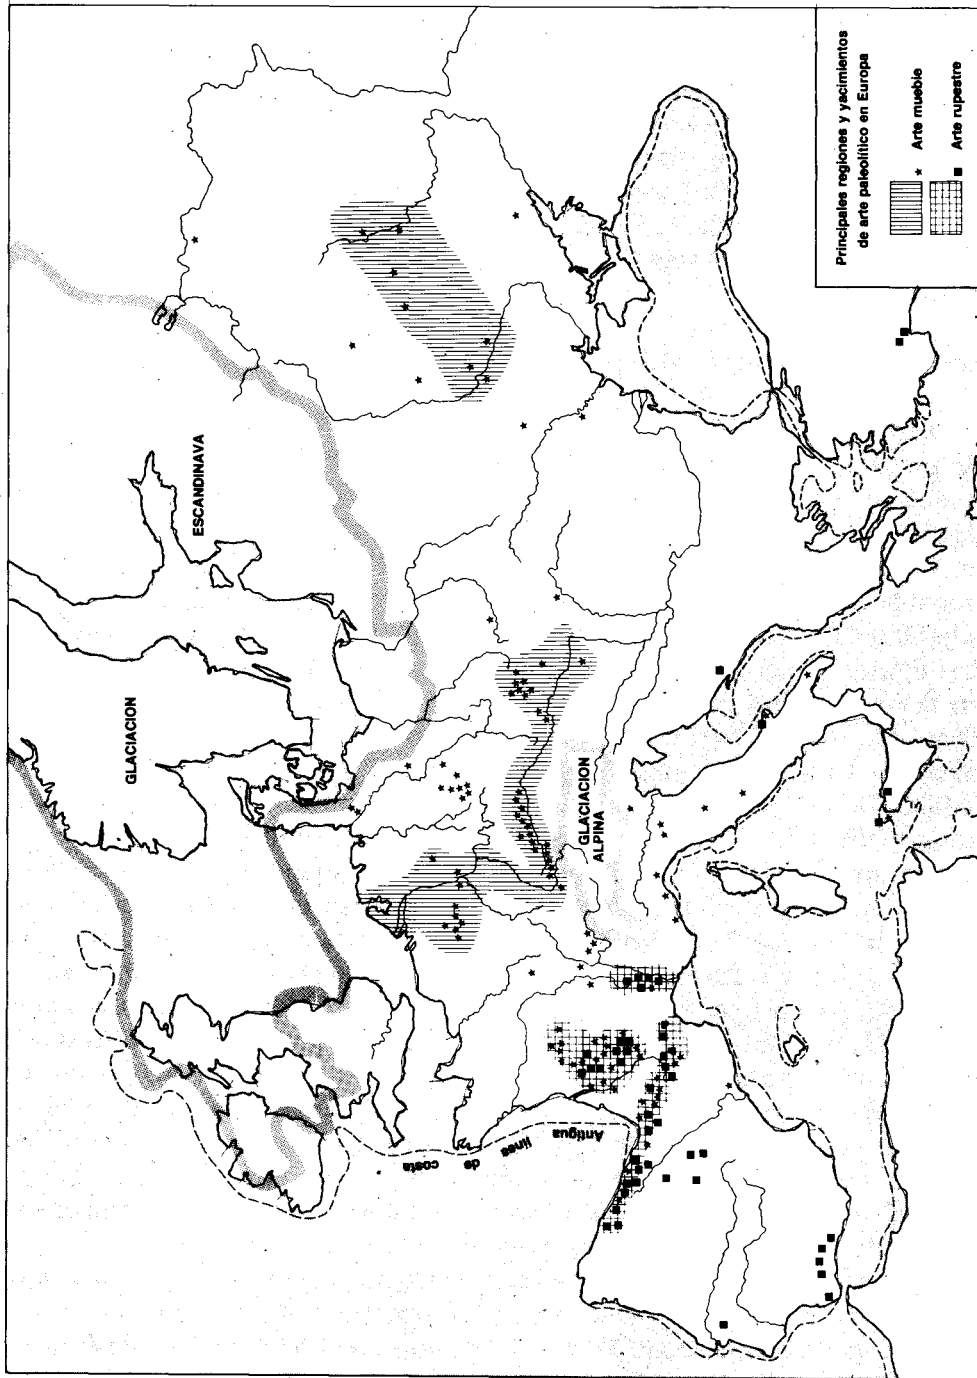 Principales regiones y yacimientos
de arte paleolítico en Europa
Arte mueble
Arte rupestre
GLACIACION
ESCANDINAVA
GLACIACION
ALPINA
Antigua línea de costa